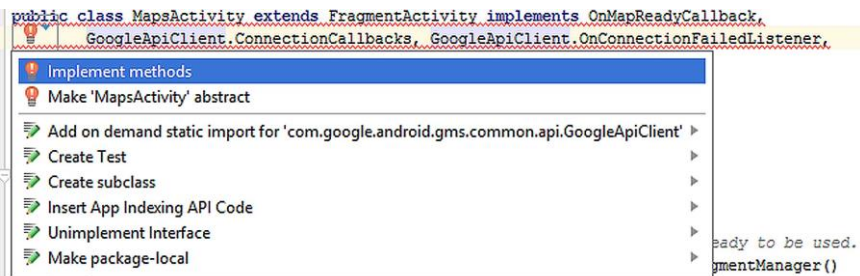 public class MapsActivity extends FragmentActivity implements OnMapReadyCallback,
GoogleApiClient.ConnectionCallbacks, GoogleApiClient.OnConnectionFailedListener,
Implement methods
Make 'MapsActivity' abstract
Add on demand static import for 'com.google.android.gms.common.api.GoogleApiClient'
Create Test
Create subclass
Insert App Indexing API Code
Unimplement Interface
eady to be used.
Make package-local
gmentManager()